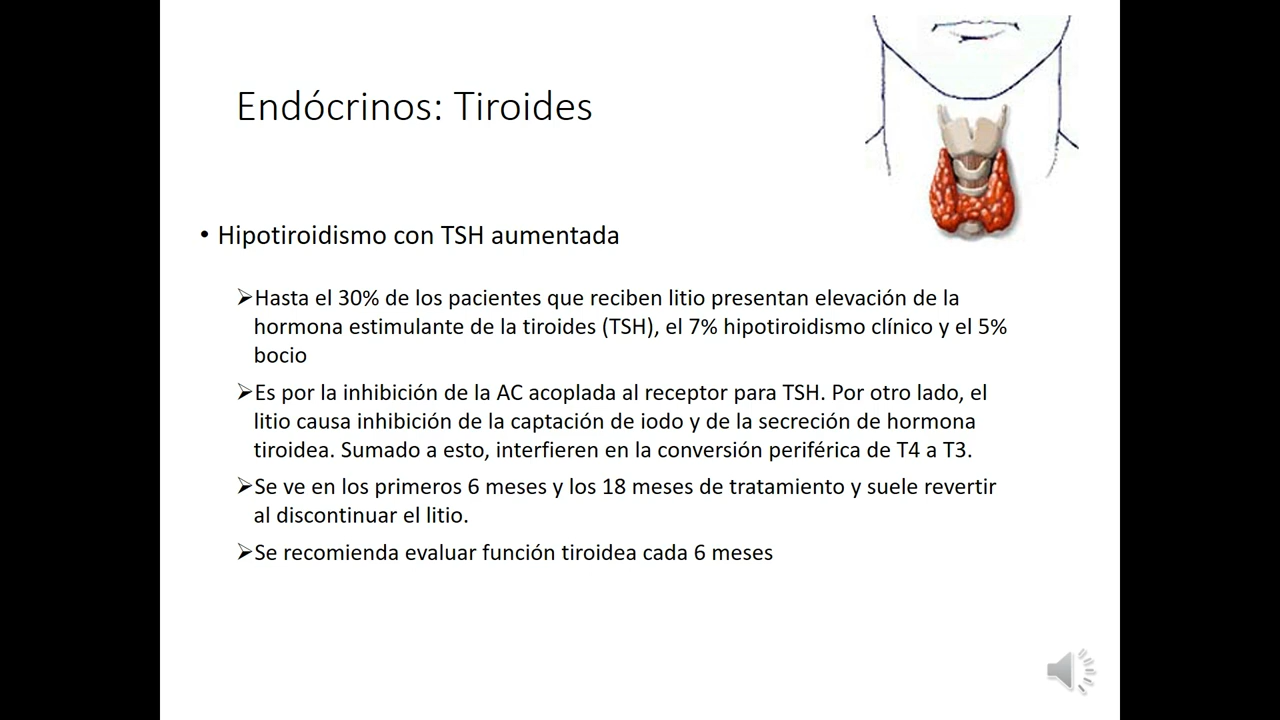 Endócrinos: Tiroides
• Hipotiroidismo con TSH aumentada
➢Hasta el 30% de los pacientes que reciben litio presentan elevación de la
hormona estimulante de la tiroides (TSH), el 7% hipotiroidismo clínico y el 5%
bocio
➢Es por la inhibición de la AC acoplada al receptor para TSH. Por otro lado, el
litio causa inhibición de la captación de iodo y de la secreción de hormona
tiroidea. Sumado a esto, interfieren en la conversión periférica de T4 a T3.
➢Se ve en los primeros 6 meses y los 18 meses de tratamiento y suele revertir
al discontinuar el litio.
➢Se recomienda evaluar función tiroidea cada 6 meses